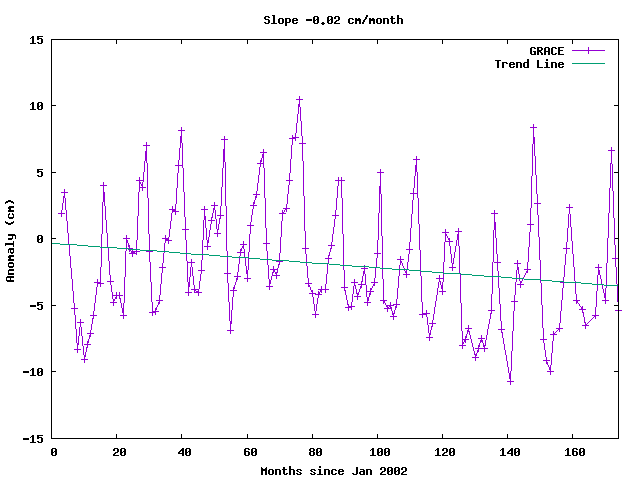 Slope -0.02 cm/month
GRACE
Trend Line
15
10
5
0
-5
-10
-15
Anomaly (cm)
0 20 40 60 80 100 120 140 160
Months since Jan 2002